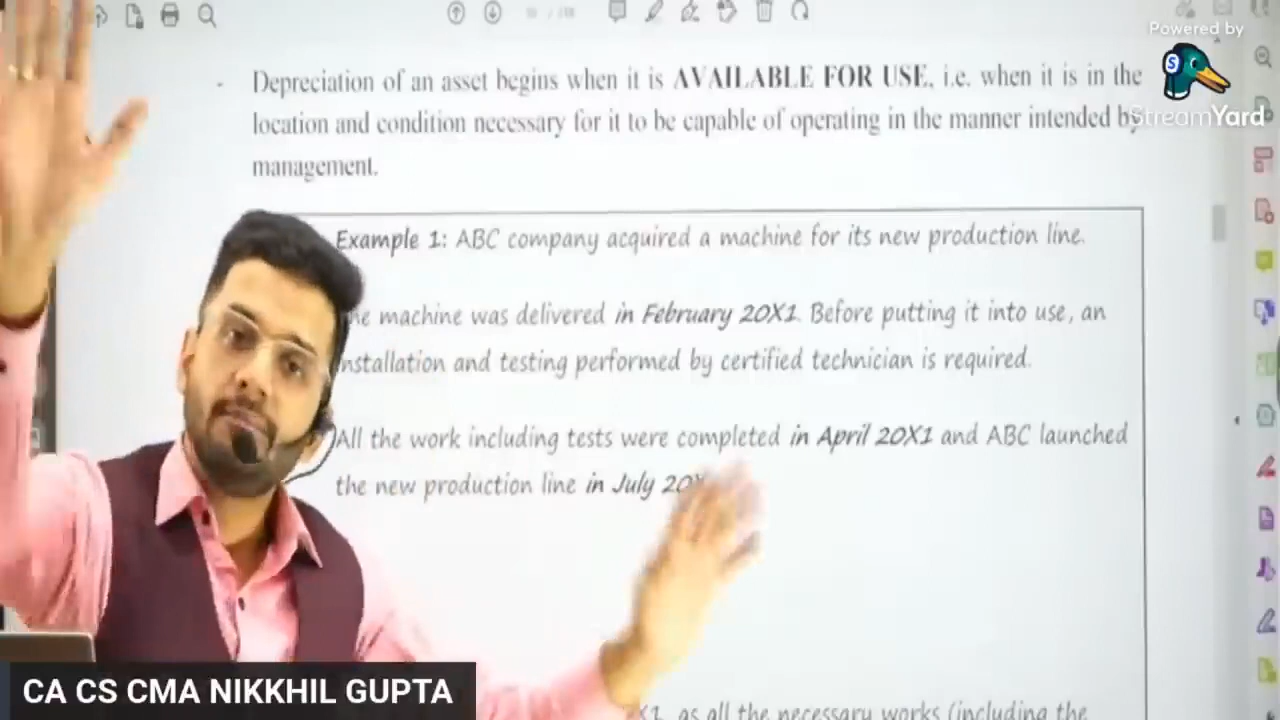 Powered by
StreamYard
- Depreciation of an asset begins when it is AVAILABLE FOR USE, i.e. when it is in the
location and condition necessary for it to be capable of operating in the manner intended by
management.
Example 1: ABC company acquired a machine for its new production line.
machine was delivered in February 20X1. Before putting it into use, an
installation and testing performed by certified technician is required.
All the work including tests were completed in April 20X1 and ABC launched
the new production line in July
as all the necessary works (including the
CA CS CMA NIKKHIL GUPTA